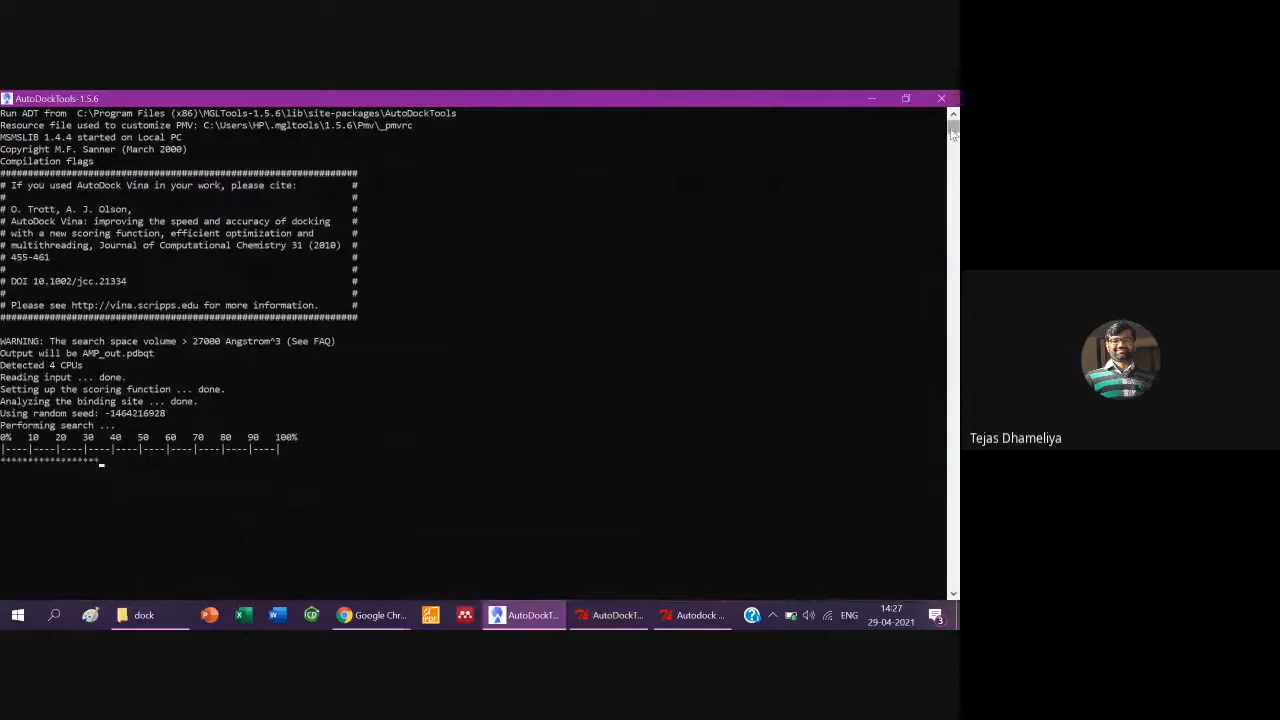 AutoDockTools-1.5.6
Run ADT from  C:\Program Files (x86)\MGLTools-1.5.6\lib\site-packages\AutoDockTools
Resource file used to customize PMV: C:\Users\HP\.mgltools\1.5.6\Pmv\_pmvrc
MSMSLIB 1.4.4 started on Local PC
Copyright M.F. Sanner (March 2000)
Compilation flags
#################################################################
# If you used AutoDock Vina in your work, please cite:          #
#                                                               #
# O. Trott, A. J. Olson,                                        #
# AutoDock Vina: improving the speed and accuracy of docking    #
# with a new scoring function, efficient optimization and       #
# multithreading, Journal of Computational Chemistry 31 (2010)  #
# 455-461                                                       #
#                                                               #
# DOI 10.1002/jcc.21334                                         #
#                                                               #
# Please see http://vina.scripps.edu for more information.      #
#################################################################
WARNING: The search space volume > 27000 Angstrom^3 (See FAQ)
Output will be AMP_out.pdbqt
Detected 4 CPUs
Reading input ... done.
Setting up the scoring function ... done.
Analyzing the binding site ... done.
Using random seed: -1464216928
Performing search ...
0%   10   20   30   40   50   60   70   80   90   100%
|----|----|----|----|----|----|----|----|----|----|
******************
Tejas Dhameliya
dock
Google Chr...
AutoDockT...
AutoDockT...
Autodock ...
ENG
14:27
29-04-2021
3